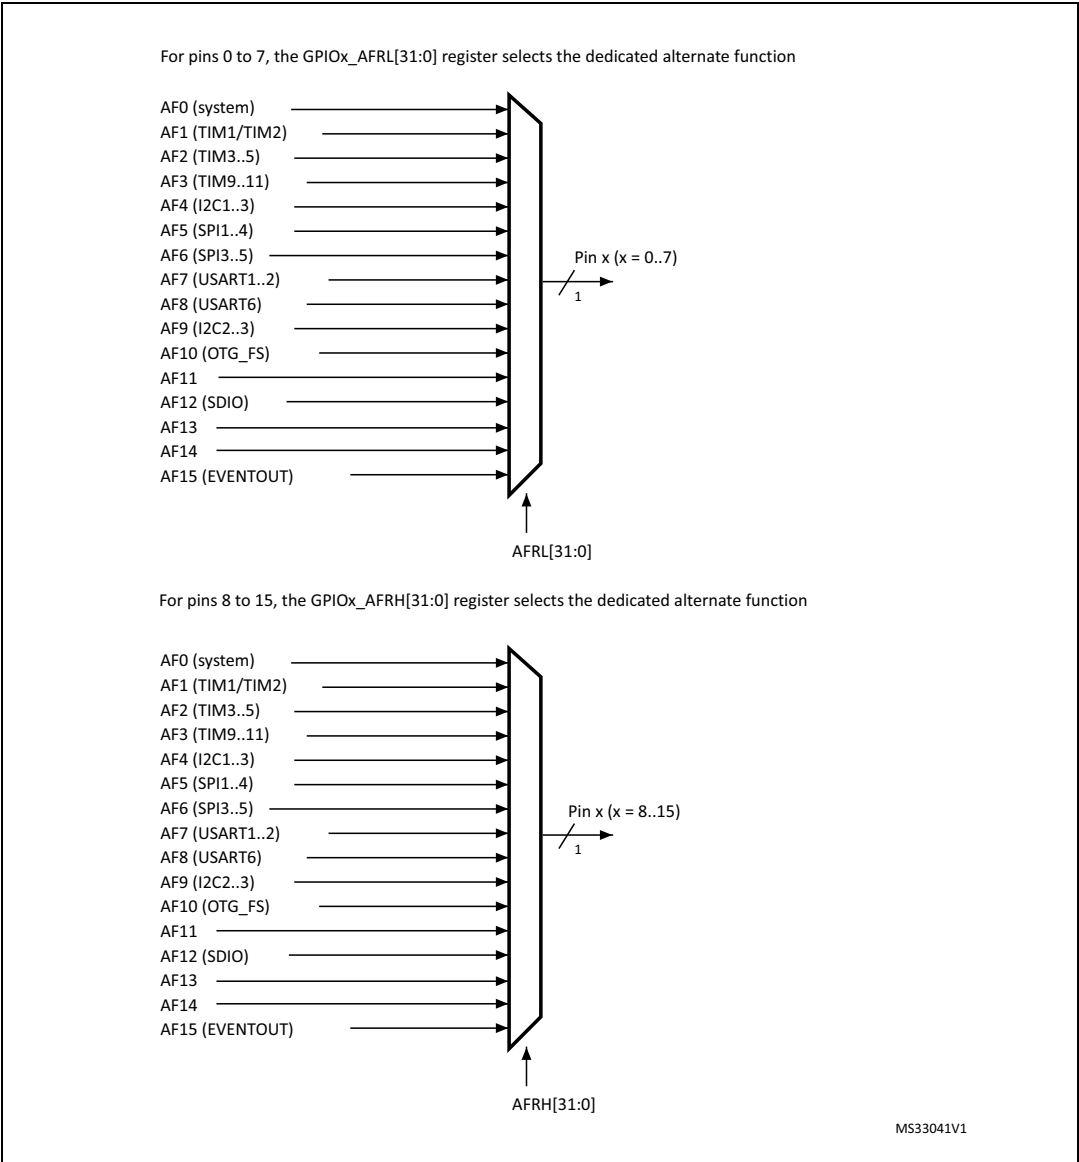 For pins 0 to 7, the GPIOx_AFRL[31:0] register selects the dedicated alternate function
AF0 (system)
AF1 (TIM1/TIM2)
AF2 (TIM3..5)
AF3 (TIM9..11)
AF4 (I2C1..3)
AF5 (SPI1..4)
AF6 (SPI3..5)
AF7 (USART1..2)
AF8 (USART6)
AF9 (I2C2..3)
AF10 (OTG_FS)
AF11
AF12 (SDIO)
AF13
AF14
AF15 (EVENTOUT)
Pin x (x = 0..7)
1
AFRL[31:0]
For pins 8 to 15, the GPIOx_AFRH[31:0] register selects the dedicated alternate function
AF0 (system)
AF1 (TIM1/TIM2)
AF2 (TIM3..5)
AF3 (TIM9..11)
AF4 (I2C1..3)
AF5 (SPI1..4)
AF6 (SPI3..5)
AF7 (USART1..2)
AF8 (USART6)
AF9 (I2C2..3)
AF10 (OTG_FS)
AF11
AF12 (SDIO)
AF13
AF14
AF15 (EVENTOUT)
Pin x (x = 8..15)
1
AFRH[31:0]
MS33041V1